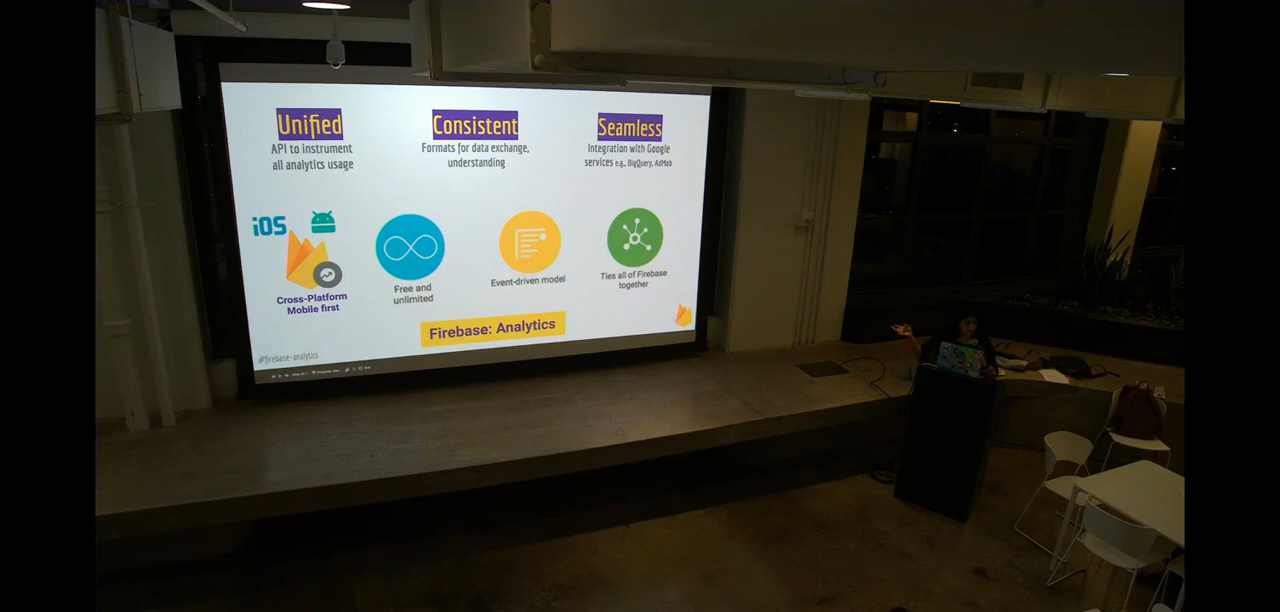 Unified
API to instrument
all analytics usage
Consistent
Formats for data exchange,
understanding
Seamless
Integration with Google
services e.g., BigQuery, AdMob
iOS
Cross-Platform
Mobile first
Free and
unlimited
Event-driven model
Ties all of Firebase
together
Firebase: Analytics
#firebase-analytics